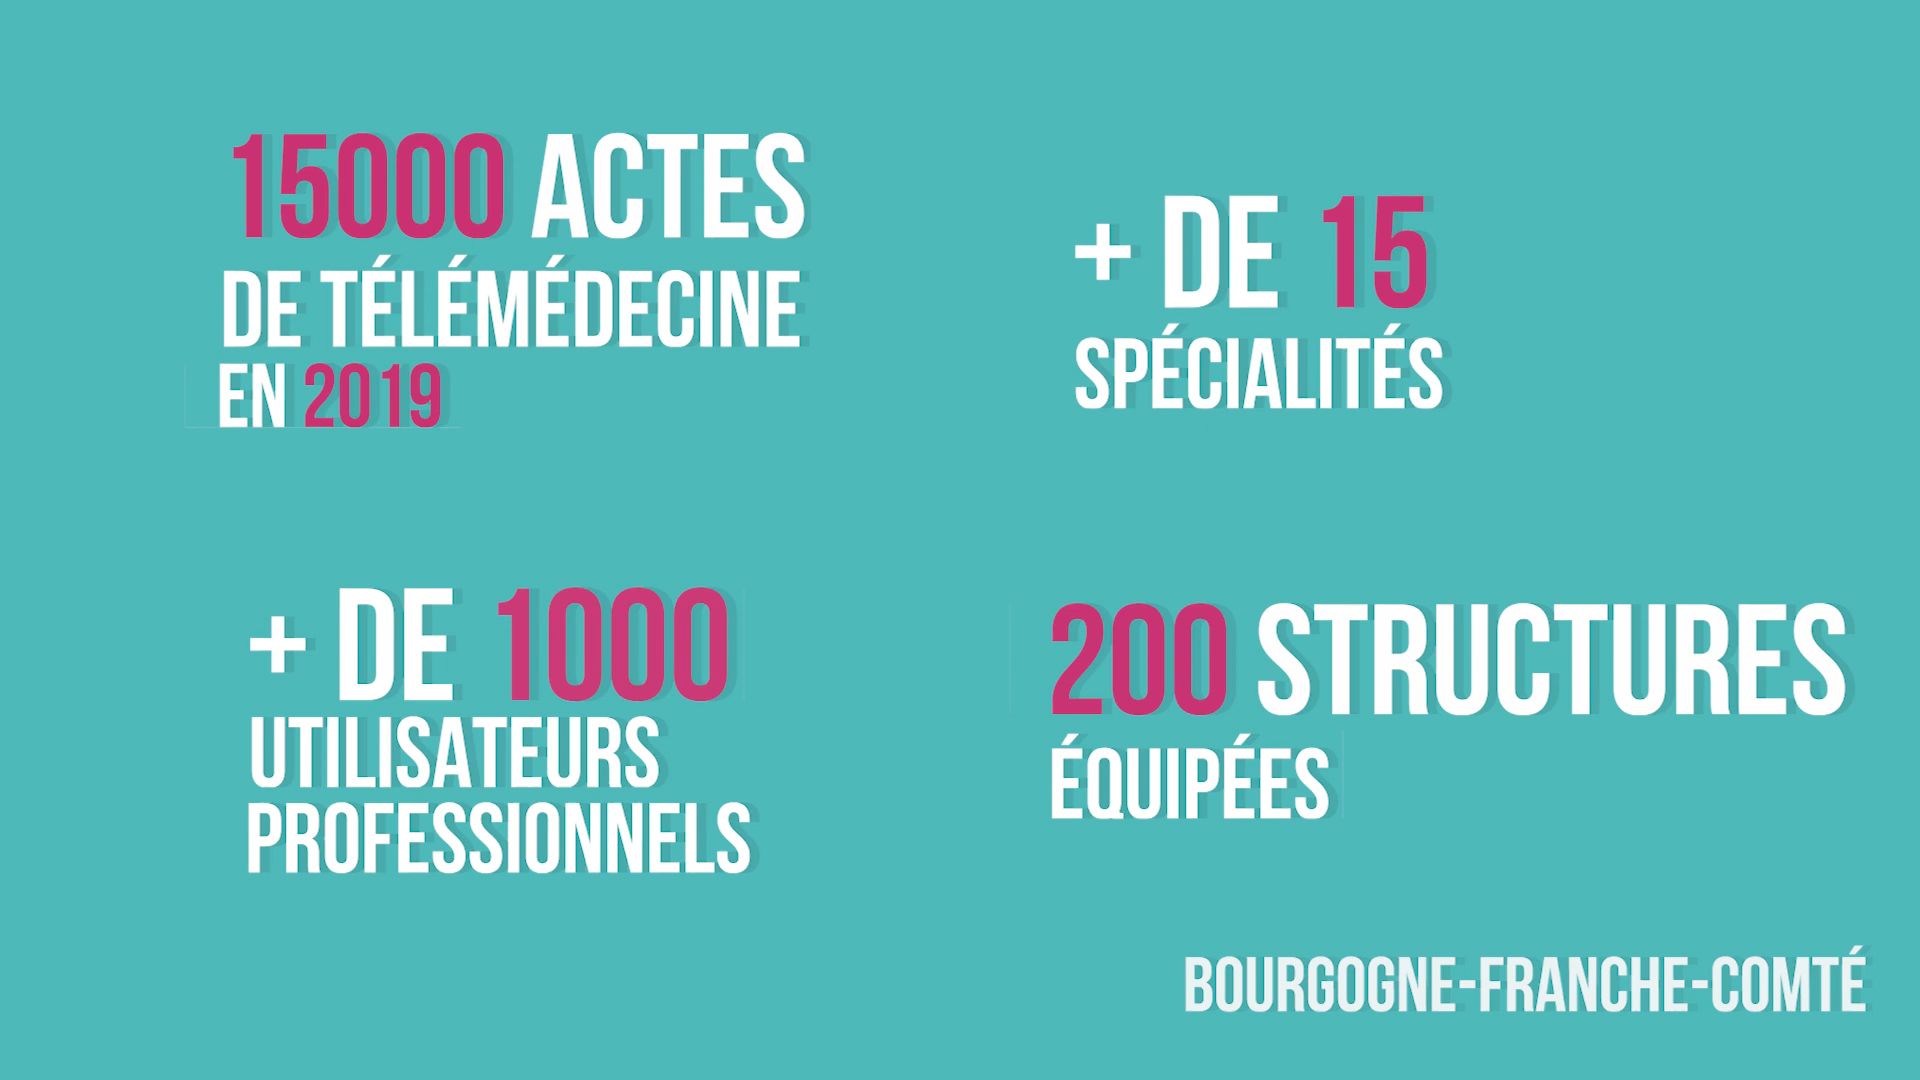 15000 ACTES
DE TÉLÉMÉDECINE
EN 2019
+ DE 15
SPÉCIALITÉS
+ DE 1000
UTILISATEURS
PROFESSIONNELS
200 STRUCTURES
ÉQUIPÉES
BOURGOGNE-FRANCHE-COMTÉ